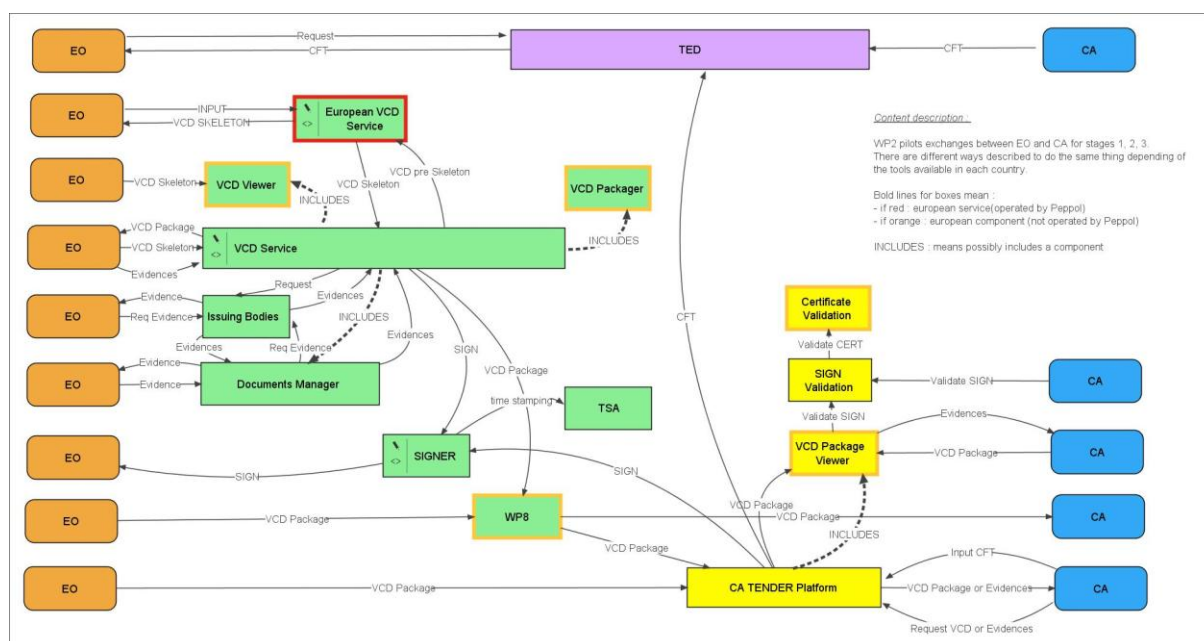 EO
Request
CFT
TED
CFT
CA
EO
INPUT
VCD SKELETON
European VCD
Service
Content description :
WP2 pilots exchanges between EO and CA for stages 1, 2, 3.
There are different ways described to do the same thing depending of
the tools available in each country.
Bold lines for boxes mean :
- if red : european service(operated by Peppol)
- if orange : european component (not operated by Peppol)
INCLUDES : means possibly includes a component
EO
VCD Skeleton
VCD Viewer
INCLUDES
VCD Skeleton
VCD pre Skeleton
VCD Packager
INCLUDES
EO
VCD Package
VCD Skeleton
Evidences
VCD Service
EO
Evidence
Req Evidence
Issuing Bodies
Request
Evidences
INCLUDES
Evidences
Req Evidence
Evidences
EO
Evidence
Evidence
Documents Manager
SIGN
VCD Package
time stamping
TSA
CFT
Certificate
Validation
Validate CERT
SIGN
Validation
Validate SIGN
CA
Validate SIGN
VCD Package
Viewer
Evidences
VCD Package
CA
EO
SIGN
SIGNER
SIGN
VCD Package
INCLUDES
EO
VCD Package
WP8
VCD Package
CA
VCD Package
EO
VCD Package
CA TENDER Platform
Input CFT
VCD Package or Evidences
Request VCD or Evidences
CA